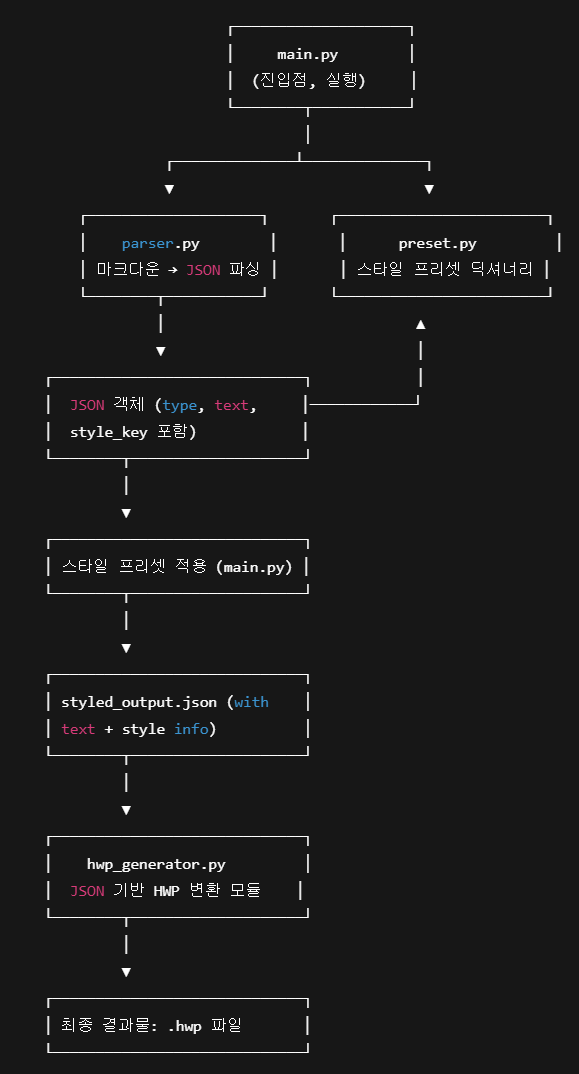 main.py
(진입점, 실행)
parser.py
마크다운 → JSON 파싱
preset.py
스타일 프리셋 딕셔너리
JSON 객체 (type, text,
style_key 포함)
스타일 프리셋 적용 (main.py)
styled_output.json (with
text + style info)
hwp_generator.py
JSON 기반 HWP 변환 모듈
최종 결과물: .hwp 파일